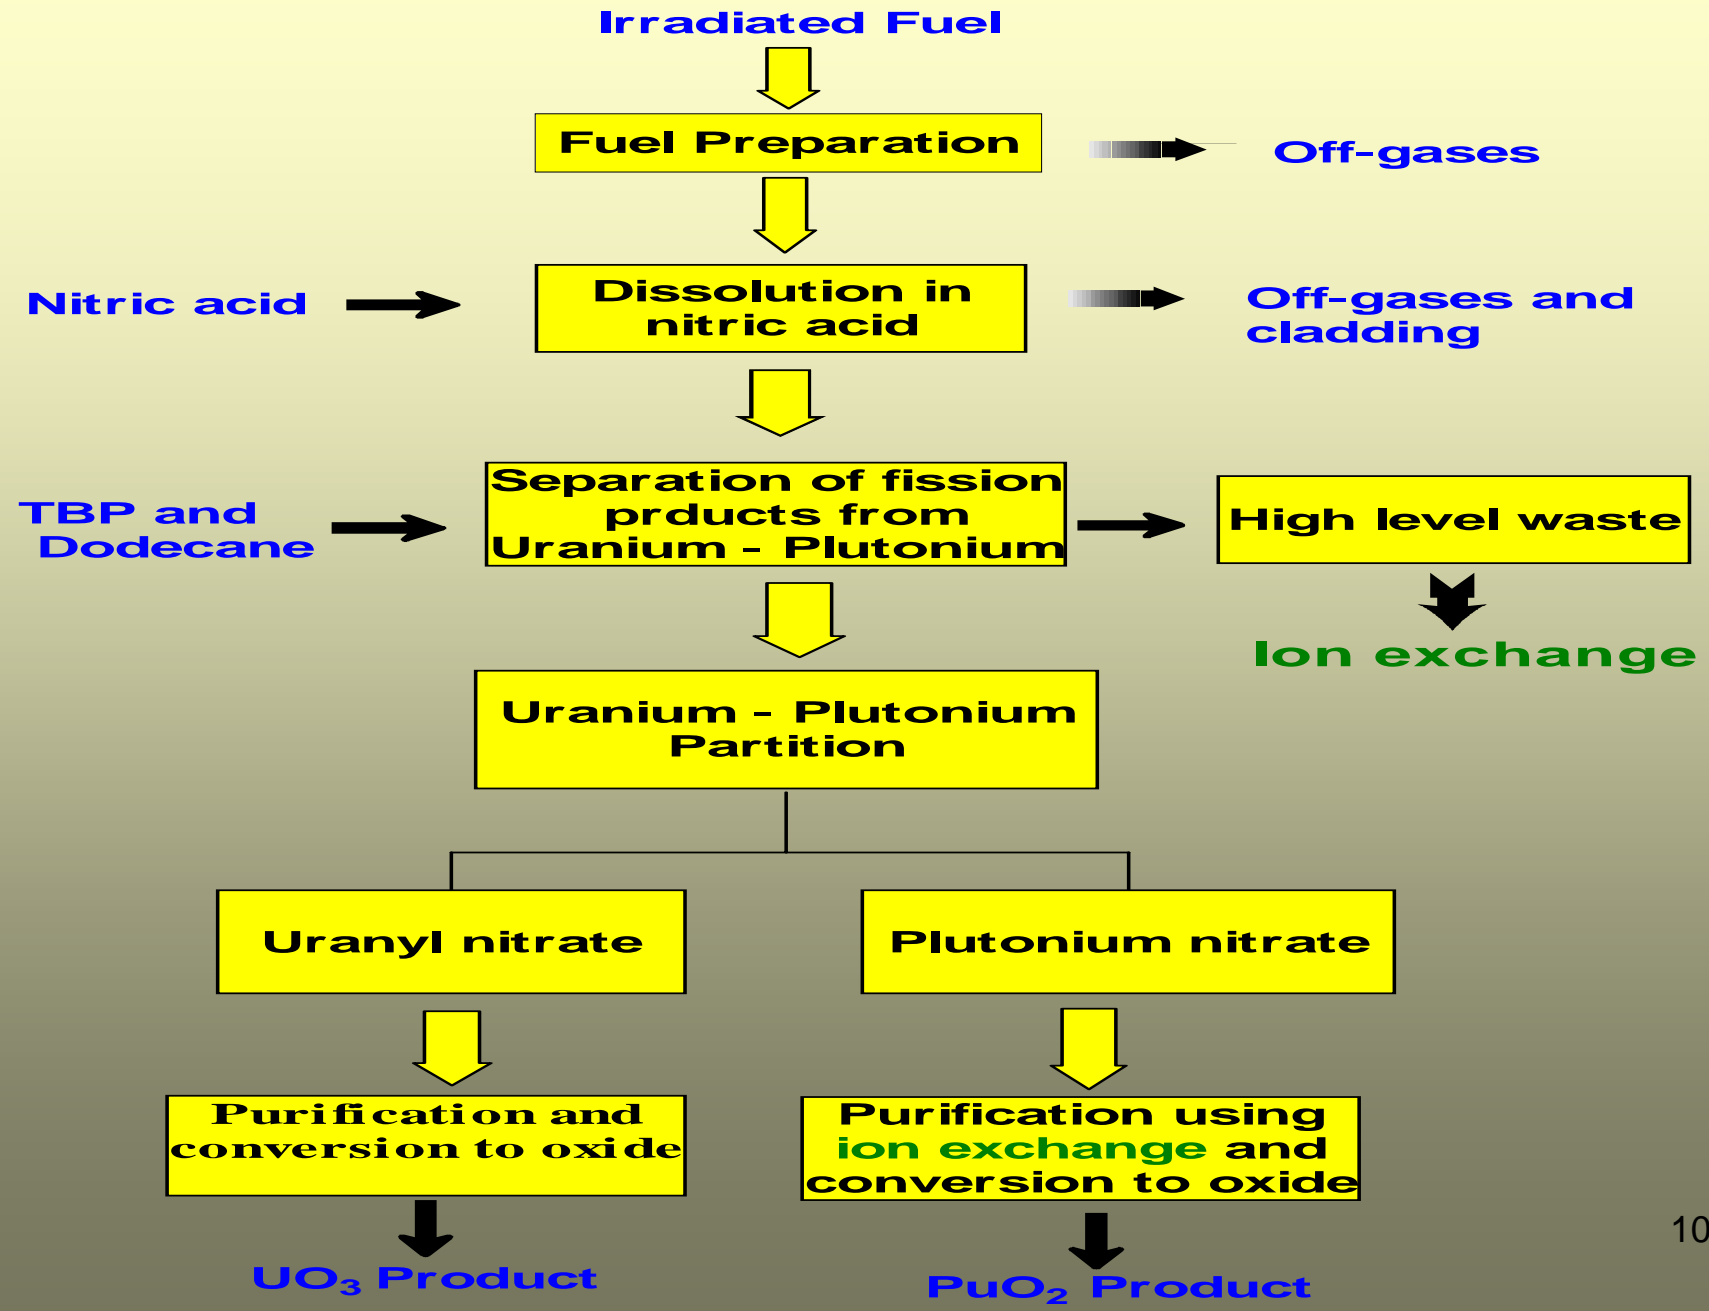 Irradiated Fuel
Fuel Preparation
Off-gases
Nitric acid
Dissolution in
nitric acid
Off-gases and
cladding
TBP and
Dodecane
Separation of fission
prducts from
Uranium - Plutonium
High level waste
Ion exchange
Uranium - Plutonium
Partition
Uranyl nitrate
Plutonium nitrate
Purification and
conversion to oxide
Purification using
ion exchange and
conversion to oxide
UO₃ Product
PuO₂ Product
10